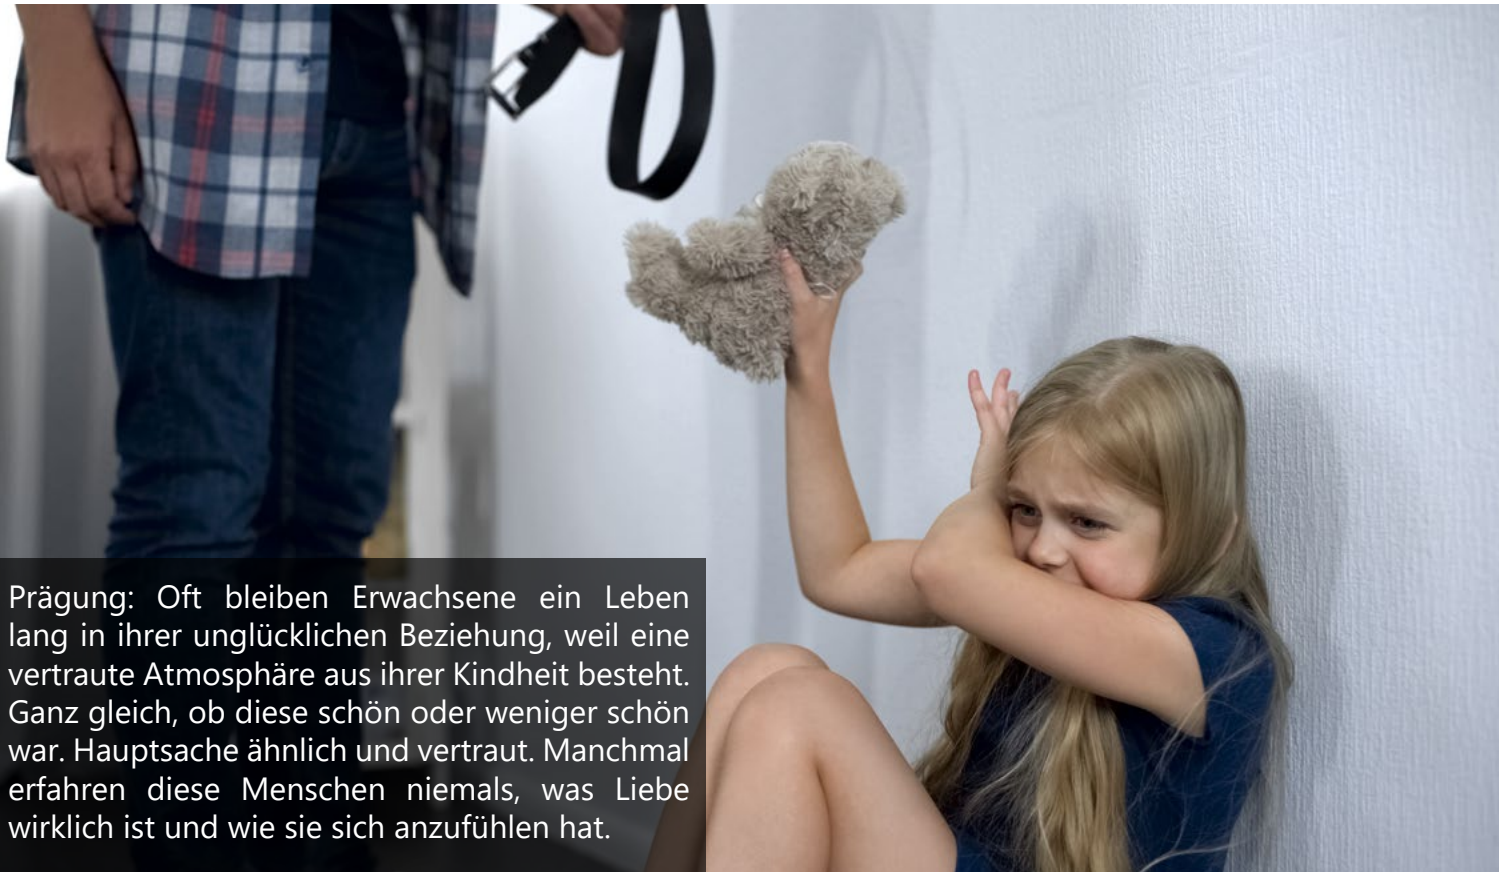 Prägung: Oft bleiben Erwachsene ein Leben
lang in ihrer unglücklichen Beziehung, weil eine
vertraute Atmosphäre aus ihrer Kindheit besteht.
Ganz gleich, ob diese schön oder weniger schön
war. Hauptsache ähnlich und vertraut. Manchmal
erfahren diese Menschen niemals, was Liebe
wirklich ist und wie sie sich anzufühlen hat.